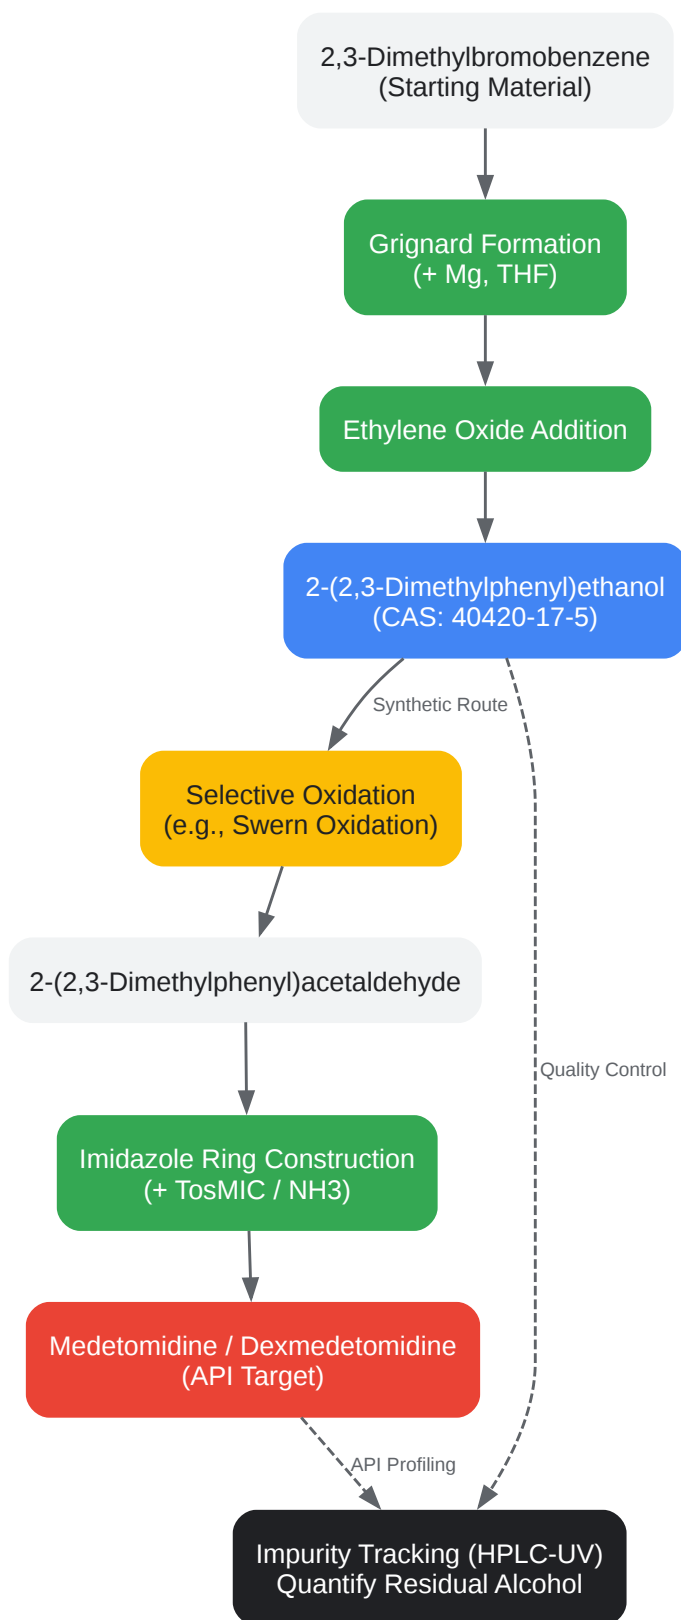 2,3-Dimethylbromobenzene
(Starting Material)
Grignard Formation
(+ Mg, THF)
Ethylene Oxide Addition
2-(2,3-Dimethylphenyl)ethanol
(CAS: 40420-17-5)
Synthetic Route
Selective Oxidation
(e.g., Swern Oxidation)
2-(2,3-Dimethylphenyl)acetaldehyde
Quality Control
Imidazole Ring Construction
(+ TosMIC / NH3)
Medetomidine / Dexmedetomidine
(API Target)
API Profiling
Impurity Tracking (HPLC-UV)
Quantify Residual Alcohol